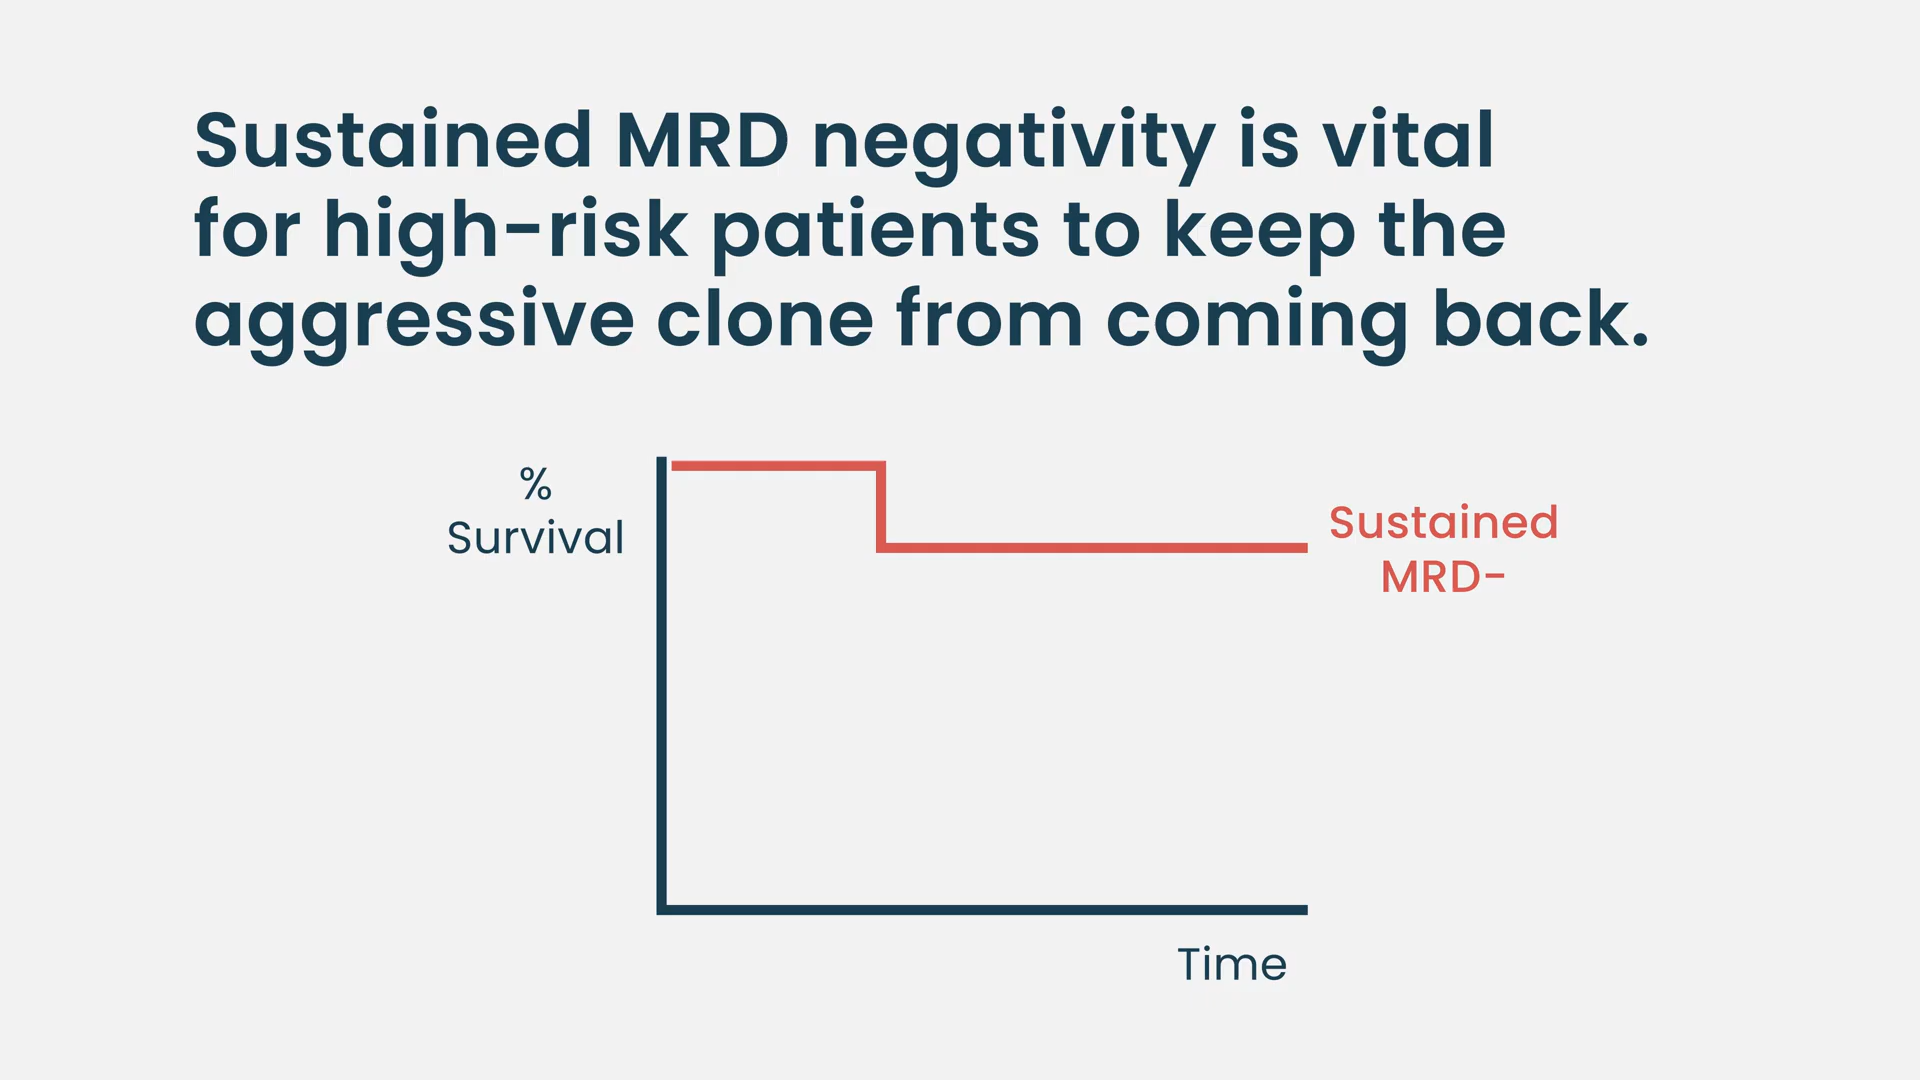 Sustained MRD negativity is vital
for high-risk patients to keep the
aggressive clone from coming back.
%
Survival
Sustained
MRD-
Time